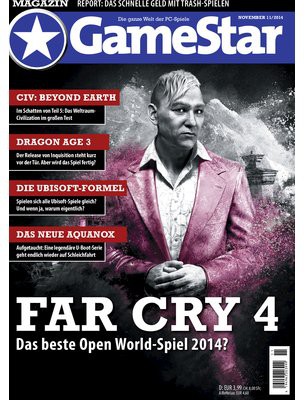 MAGAZIN
REPORT: DAS SCHNELLE GELD MIT TRASH-SPIELEN
Die ganze Welt der PC-Spiele
NOVEMBER 11/2014
GameStar
CIV: BEYOND EARTH
Im Schatten von Teil 5: Das Weltraum-
Civilization im großen Test
DRAGON AGE 3
Der Release von Inquisition steht kurz
vor der Tür. Aber wird das Spiel fertig?
DIE UBISOFT-FORMEL
Spielen sich alle Ubisoft-Spiele gleich?
Und wenn ja, warum eigentlich?
DAS NEUE AQUANOX
Aufgetaucht: Eine legendäre U-Boot-Serie
geht endlich wieder auf Schleichfahrt
FAR CRY 4
Das beste Open World-Spiel 2014?
D: EUR 3,99